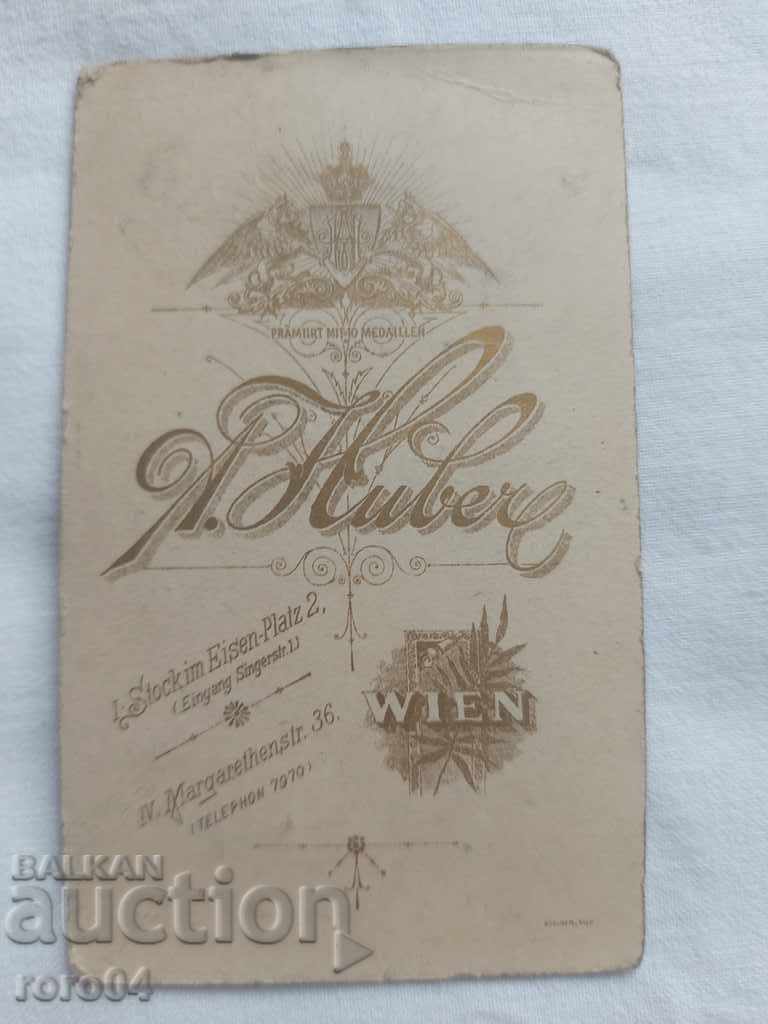 PRÄMIIRT MIT 10 MEDAILLEN
A. Huber
I. Stock im Eisen-Platz 2,
(Eingang Singerstr. 1.)
IV. Margarethenstr. 36.
(TELEPHON 7970)
WIEN
BALKAN
auction
roro04